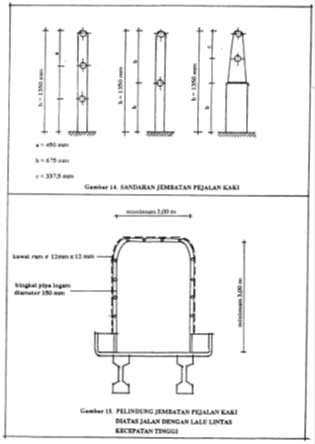 h = 1350 mm
a
h = 1350 mm
b
b
h = 1350 mm
c
b
a = 450 mm
b = 675 mm
c = 337,5 mm
Gambar 14. SANDARAN JEMBATAN PEJALAN KAKI
minimum 2,00 m
kawat ram # 12mm x 12 mm
bingkai pipa logam
diameter 150 mm
minimum 3,00 m
Gambar 15. PELINDUNG JEMBATAN PEJALAN KAKI
DIATAS JALAN DENGAN LALU LINTAS
KECEPATAN TINGGI